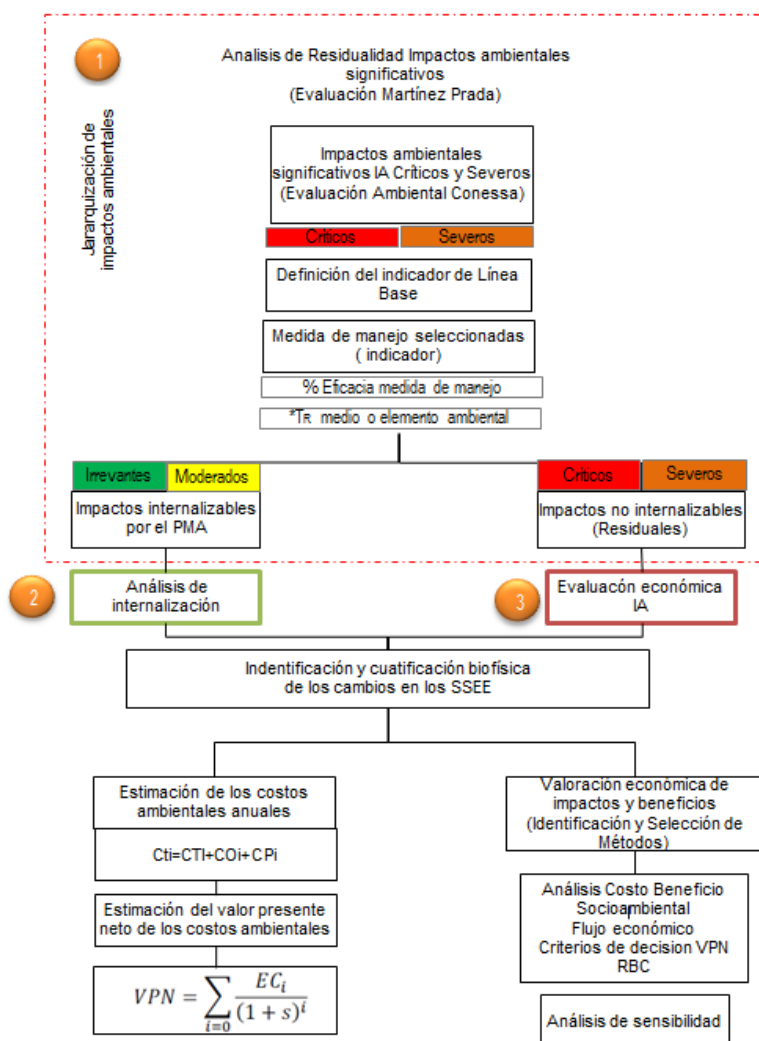 1
Analisis de Residualidad Impactos ambientales
significativos
(Evaluación Martínez Prada)
Jararquización de
impactos ambientales
Impactos ambientales
significativos IA Críticos y Severos
(Evaluación Ambiental Conessa)
Críticos
Severos
Definición del indicador de Línea
Base
Medida de manejo seleccionadas
( indicador)
% Eficacia medida de manejo
*TR medio o elemento ambiental
Irrevantes
Moderados
Críticos
Severos
Impactos internalizables
por el PMA
Impactos no internalizables
(Residuales)
2
Análisis de
internalización
3
Evaluacón económica
IA
Indentificación y cuatificación biofísica
de los cambios en los SSEE
Estimación de los costos
ambientales anuales
Cti=CTI+COi+CPi
Estimación del valor presente
neto de los costos ambientales
VPN = ∑ i=0 EC_i / (1 + s)^i
Valoración económica de
impactos y beneficios
(Identificación y Selección de
Métodos)
Análisis Costo Beneficio
Socioambiental
Flujo económico
Criterios de decision VPN
RBC
Análisis de sensibilidad